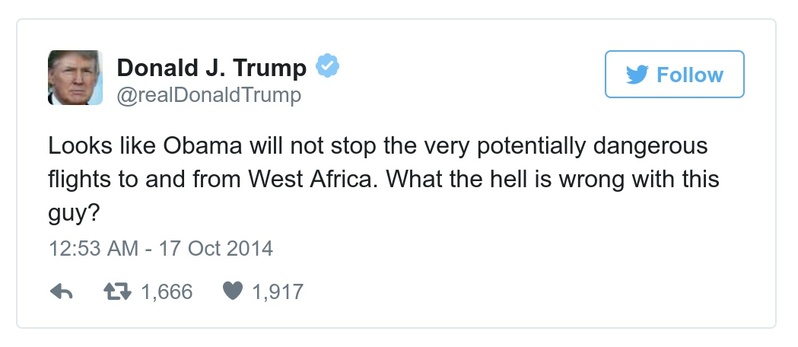 Donald J. Trump
@realDonaldTrump
Follow
Looks like Obama will not stop the very potentially dangerous
flights to and from West Africa. What the hell is wrong with this
guy?
12:53 AM - 17 Oct 2014
1,666 1,917